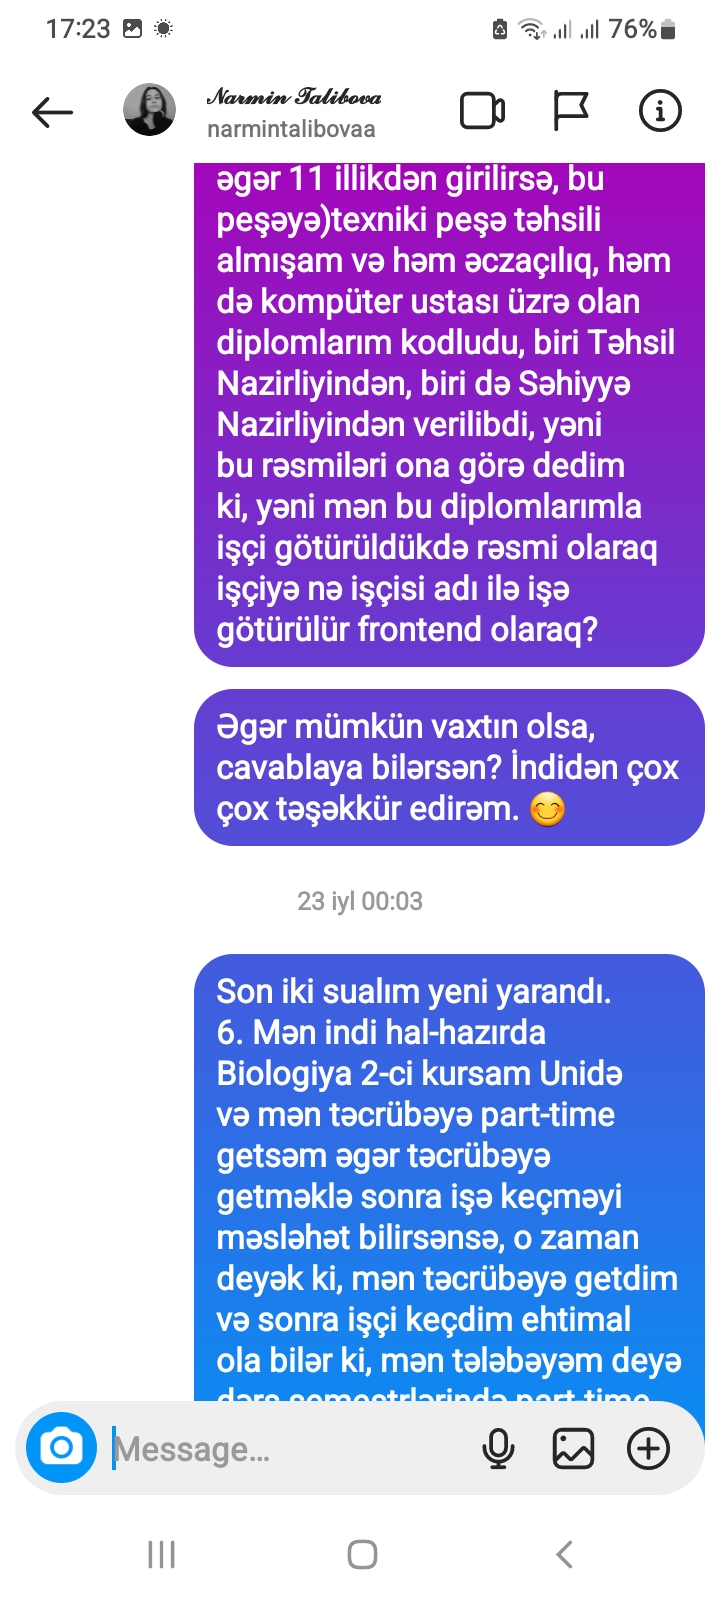 17:23
76%
Narmin Talibova
narmintalibovaa
əgər 11 illikdən girilirsə, bu
peşəyə)texniki peşə təhsili
almışam və həm əczaçılıq, həm
də kompüter ustası üzrə olan
diplomlarım kodludu, biri Təhsil
Nazirliyindən, biri də Səhiyyə
Nazirliyindən verilibdi, yəni
bu rəsmiləri ona görə dedim
ki, yəni mən bu diplomlarımla
işçi götürüldükdə rəsmi olaraq
işçiyə nə işçisi adı ilə işə
götürülür frontend olaraq?
Əgər mümkün vaxtın olsa,
cavablaya bilərsən? İndidən çox
çox təşəkkür edirəm. 😊
23 iyl 00:03
Son iki sualım yeni yarandı.
6. Mən indi hal-hazırda
Biologiya 2-ci kursam Unidə
və mən təcrübəyə part-time
getsəm əgər təcrübəyə
getməklə sonra işə keçməyi
məsləhət bilirsənsə, o zaman
deyək ki, mən təcrübəyə getdim
və sonra işçi keçdim ehtimal
ola bilər ki, mən tələbəyəm deyə
dərs semestrlərində part-time
Message...